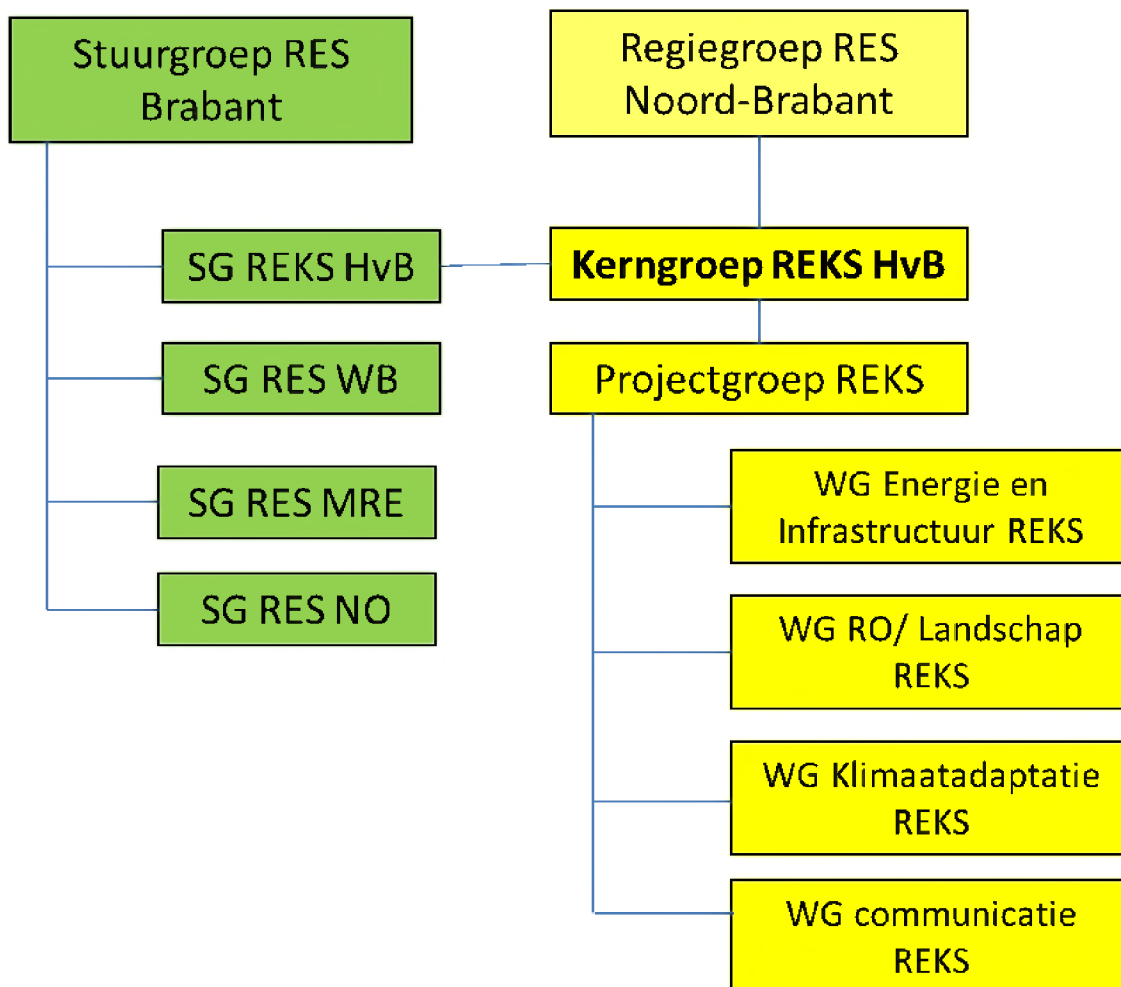 Stuurgroep RES
Brabant
SG REKS HvB
SG RES WB
SG RES MRE
SG RES NO
Regiegroep RES
Noord-Brabant
Kerngroep REKS HvB
Projectgroep REKS
WG Energie en
Infrastructuur REKS
WG RO/ Landschap
REKS
WG Klimaatadaptatie
REKS
WG communicatie
REKS